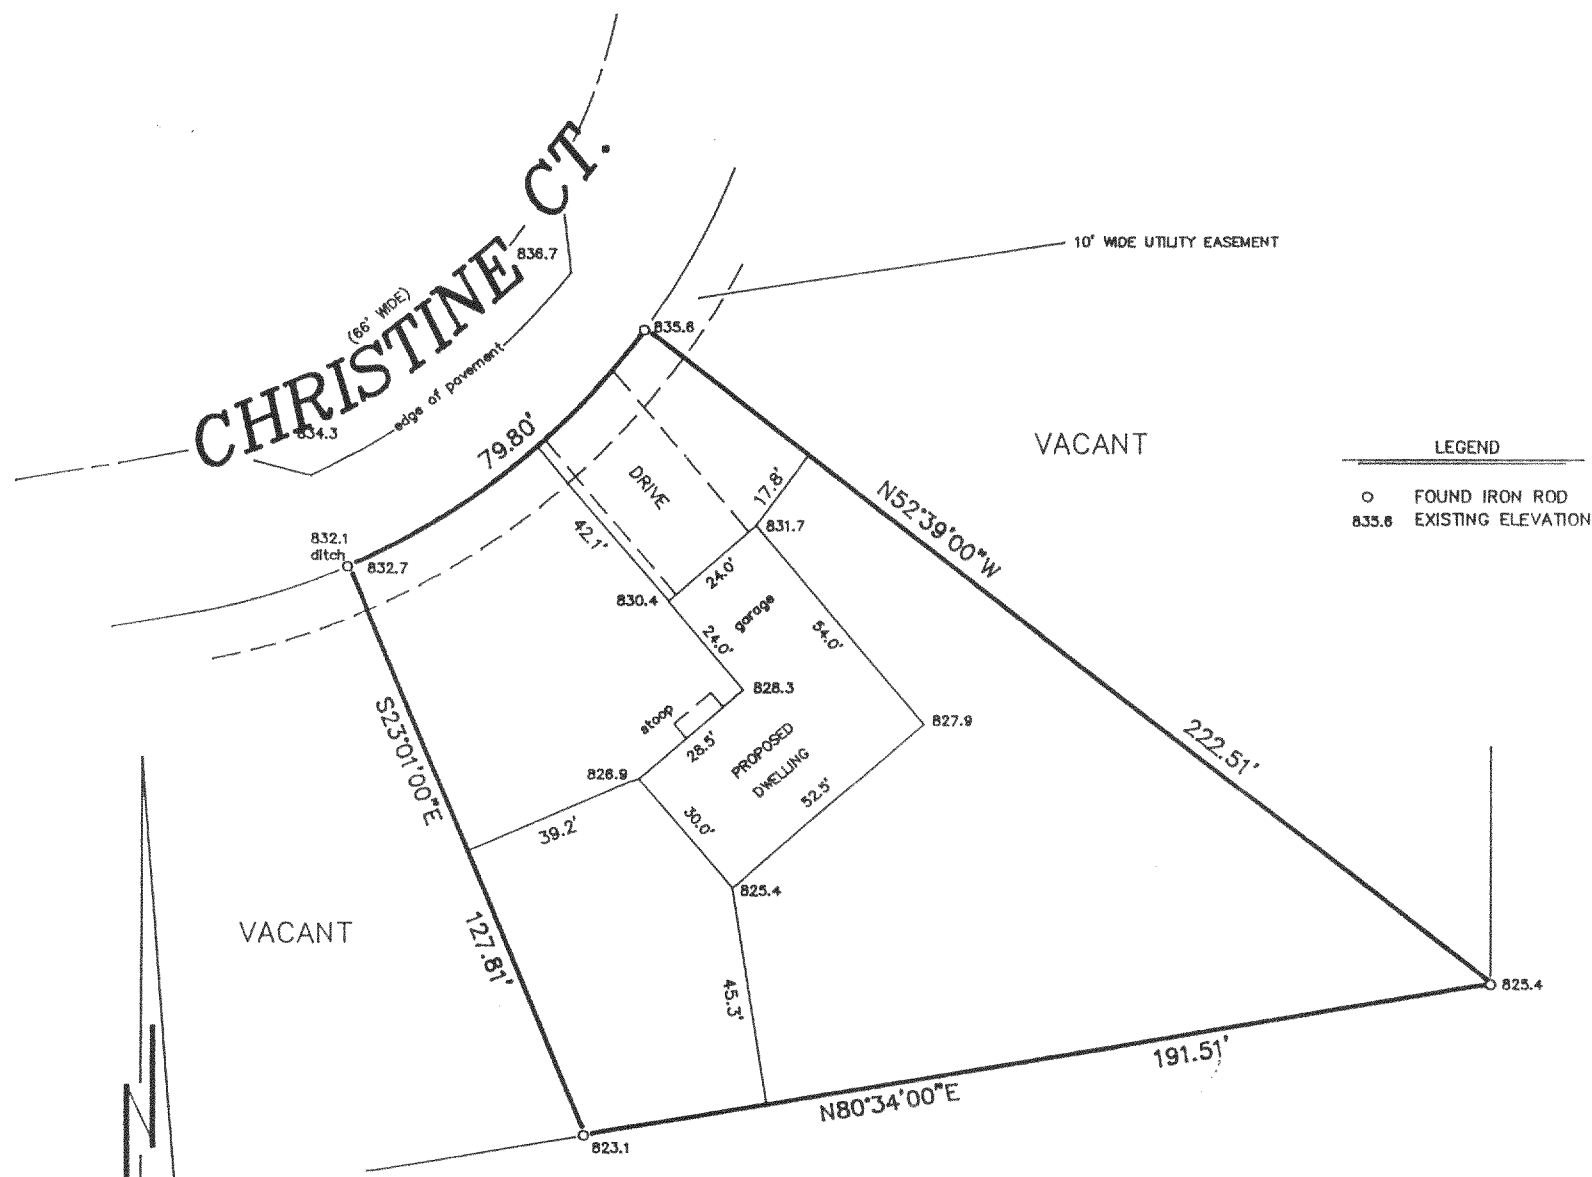 CHRISTINE CT.
(66' WIDE)
836.7
834.3
edge of pavement
10' WIDE UTILITY EASEMENT
835.6
79.80'
832.1
ditch
832.7
DRIVE
42.1'
17.8'
831.7
24.0'
830.4
garage
24.0'
54.0'
828.3
827.9
stoop
28.5'
PROPOSED
DWELLING
52.5'
826.9
30.0'
39.2'
825.4
45.3'
S23°01'00"E
127.81'
N52°39'00"W
222.51'
VACANT
VACANT
LEGEND
FOUND IRON ROD
835.6 EXISTING ELEVATION
825.4
191.51'
N80°34'00"E
823.1
N